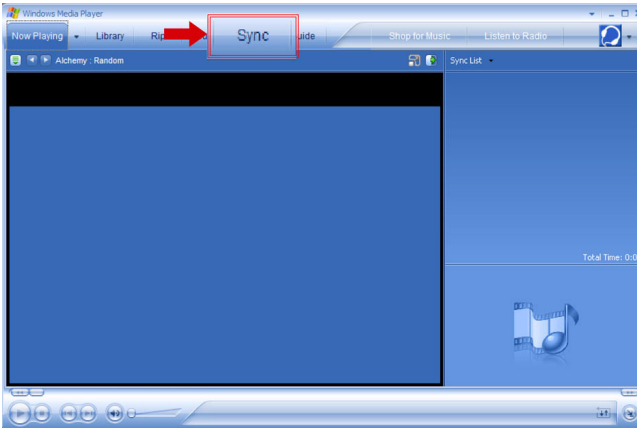 Windows Media Player
Now Playing Library Rip Sync uide Shop for Music Listen to Radio
Alchemy : Random Sync List
Total Time: 0:0